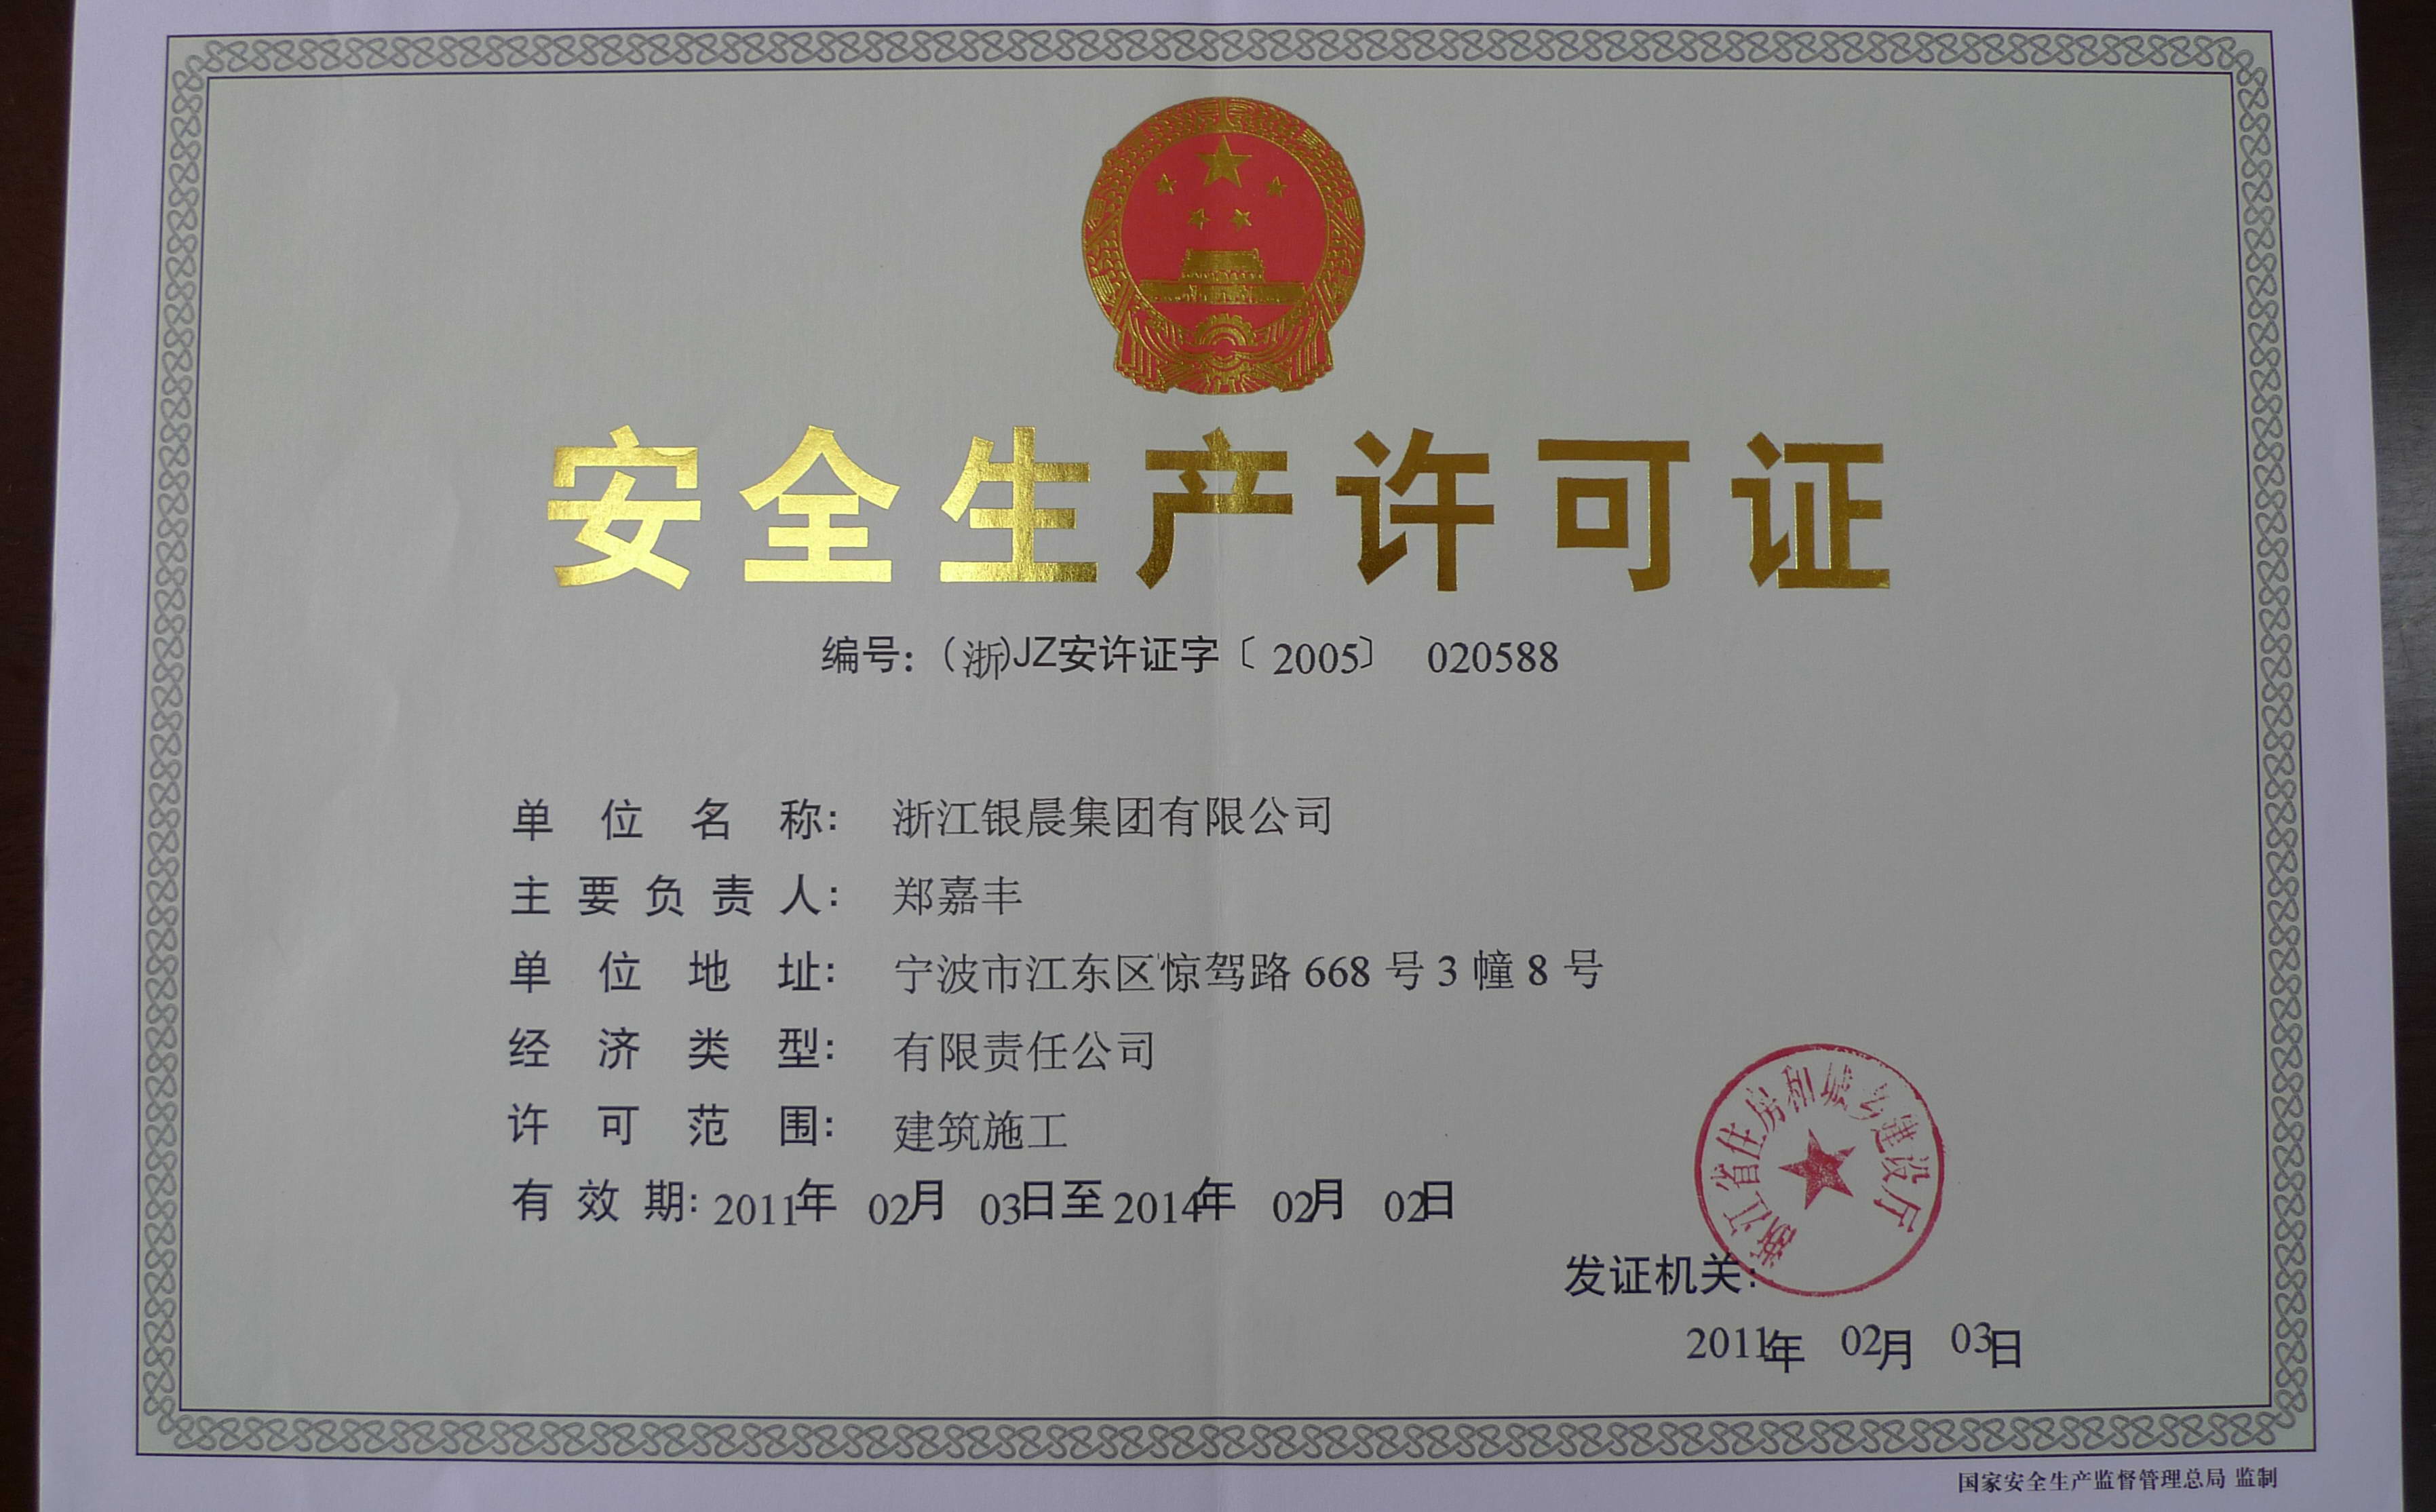 安全生产许可证
编号：（浙）JZ安许证字〔2005〕 020588
单位名称： 浙江银晨集团有限公司
主要负责人： 郑嘉丰
单位地址： 宁波市江东区惊驾路 668 号 3 幢 8 号
经济类型： 有限责任公司
许可范围： 建筑施工
有效期：2011年 02月 03日至2014年 02月 02日
浙江省住房和城乡建设厅
发证机关：
2011年 02月 03日
国家安全生产监督管理总局 监制